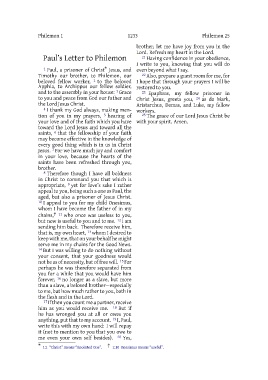 Philemon 1 1233 Philemon 25
Paul's Letter to Philemon
1 Paul, a prisoner of Christ* Jesus, and
Timothy our brother, to Philemon, our
beloved fellow worker, 2 to the beloved
Apphia, to Archippus our fellow soldier,
and to the assembly in your house: 3 Grace
to you and peace from God our Father and
the Lord Jesus Christ.
4 I thank my God always, making men-
tion of you in my prayers, 5 hearing of
your love and of the faith which you have
toward the Lord Jesus and toward all the
saints, 6 that the fellowship of your faith
may become effective in the knowledge of
every good thing which is in us in Christ
Jesus. 7 For we have much joy and comfort
in your love, because the hearts of the
saints have been refreshed through you,
brother.
8 Therefore though I have all boldness
in Christ to command you that which is
appropriate, 9 yet for love's sake I rather
appeal to you, being such a one as Paul, the
aged, but also a prisoner of Jesus Christ.
10 I appeal to you for my child Onesimus,
whom I have become the father of in my
chains,† 11 who once was useless to you,
but now is useful to you and to me. 12 I am
sending him back. Therefore receive him,
that is, my own heart, 13 whom I desired to
keep with me, that on your behalf he might
serve me in my chains for the Good News.
14 But I was willing to do nothing without
your consent, that your goodness would
not be as of necessity, but of free will. 15 For
perhaps he was therefore separated from
you for a while that you would have him
forever, 16 no longer as a slave, but more
than a slave, a beloved brother—especially
to me, but how much rather to you, both in
the flesh and in the Lord.
17 If then you count me a partner, receive
him as you would receive me. 18 But if
he has wronged you at all or owes you
anything, put that to my account. 19 I, Paul,
write this with my own hand: I will repay
it (not to mention to you that you owe to
me even your own self besides). 20 Yes,
brother, let me have joy from you in the
Lord. Refresh my heart in the Lord.
21 Having confidence in your obedience,
I write to you, knowing that you will do
even beyond what I say.
22 Also, prepare a guest room for me, for
I hope that through your prayers I will be
restored to you.
23 Epaphras, my fellow prisoner in
Christ Jesus, greets you, 24 as do Mark,
Aristarchus, Demas, and Luke, my fellow
workers.
25 The grace of our Lord Jesus Christ be
with your spirit. Amen.
* 1:1 "Christ" means "Anointed One". † 1:10 Onesimus means "useful".